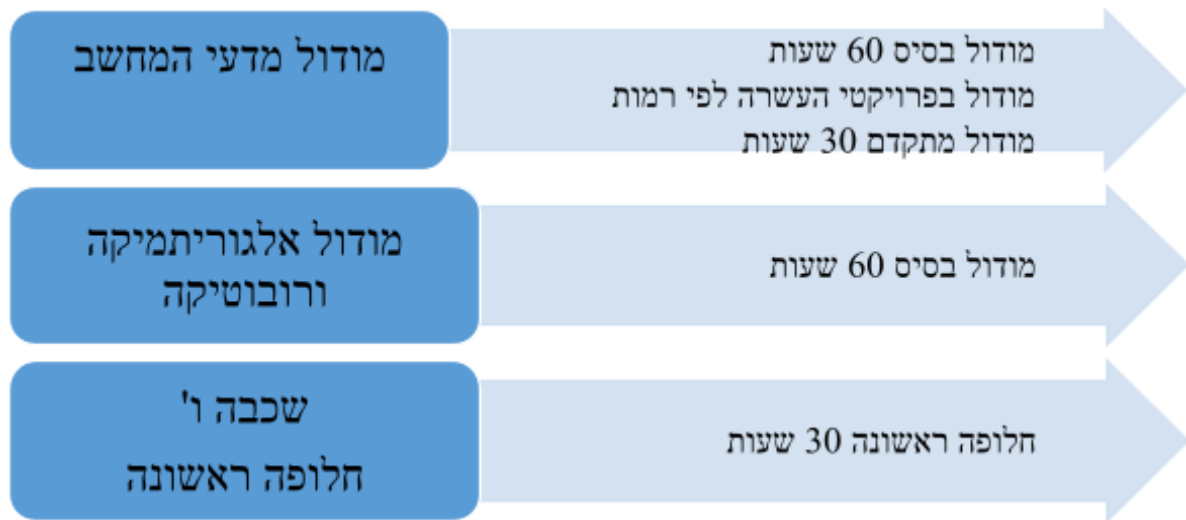 מודול מדעי המחשב
מודול בסיס 60 שעות
מודול בפרויקטי העשרה לפי רמות
מודול מתקדם 30 שעות
מודול אלגוריתמיקה
ורובוטיקה
מודול בסיס 60 שעות
שכבה ו'
חלופה ראשונה
חלופה ראשונה 30 שעות